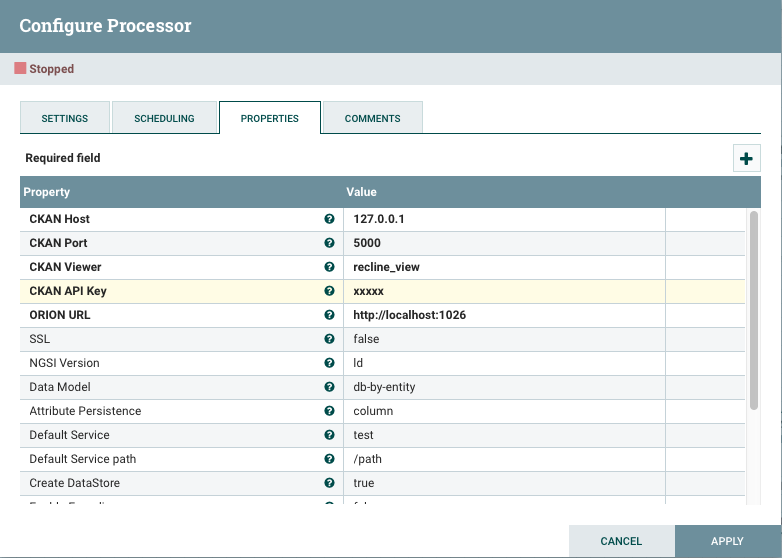 Configure Processor
Stopped
SETTINGS SCHEDULING PROPERTIES COMMENTS
Required field
Property Value
CKAN Host 127.0.0.1
CKAN Port 5000
CKAN Viewer recline_view
CKAN API Key xxxxx
ORION URL http://localhost:1026
SSL false
NGSI Version ld
Data Model db-by-entity
Attribute Persistence column
Default Service test
Default Service path /path
Create DataStore true
CANCEL APPLY